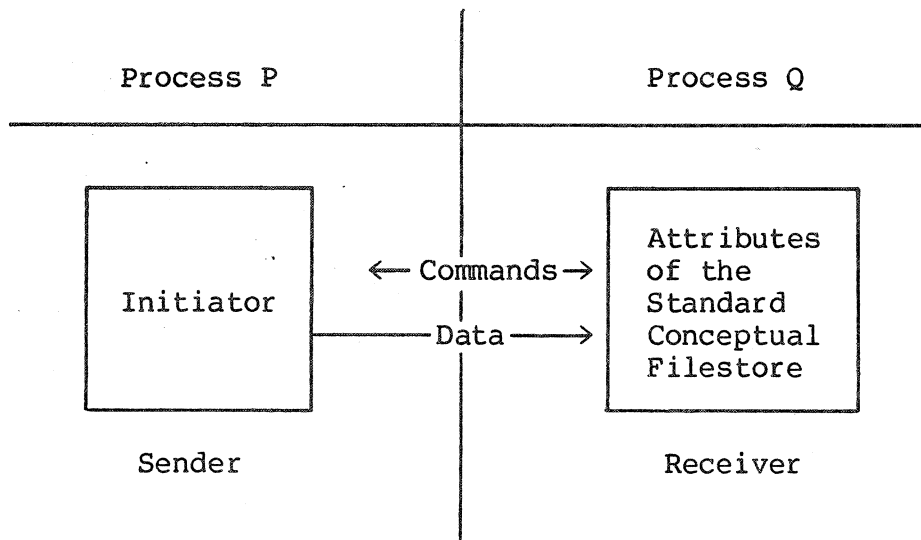 Process P
Process Q
Initiator
Commands
Data
Attributes
of the
Standard
Conceptual
Filestore
Sender
Receiver